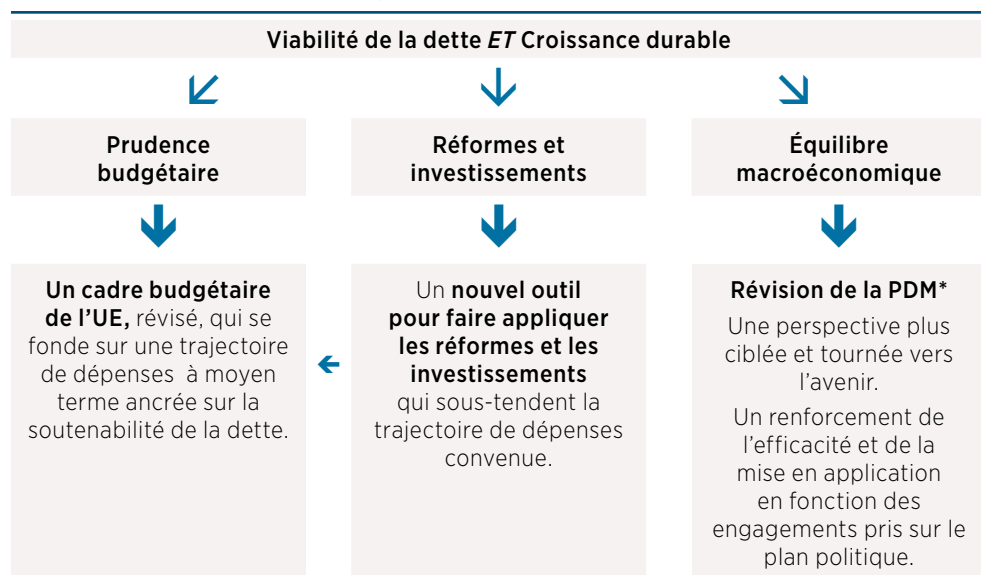 Viabilité de la dette ET Croissance durable
Prudence
budgétaire
Réformes et
investissements
Équilibre
macroéconomique
Un cadre budgétaire
de l’UE, révisé, qui se
fonde sur une trajectoire
de dépenses à moyen
terme ancrée sur la
soutenabilité de la dette.
Un nouvel outil
pour faire appliquer
les réformes et les
investissements
qui sous-tendent la
trajectoire de dépenses
convenue.
Révision de la PDM*
Une perspective plus
ciblée et tournée vers
l’avenir.
Un renforcement de
l’efficacité et de la
mise en application
en fonction des
engagements pris sur le
plan politique.